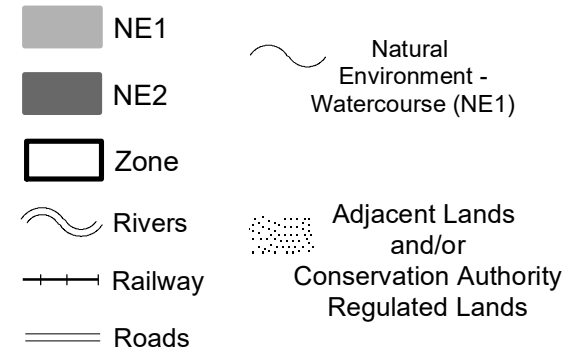 NE1
NE2
Zone
Rivers
Railway
Roads
Natural
Environment -
Watercourse (NE1)
Adjacent Lands
and/or
Conservation Authority
Regulated Lands